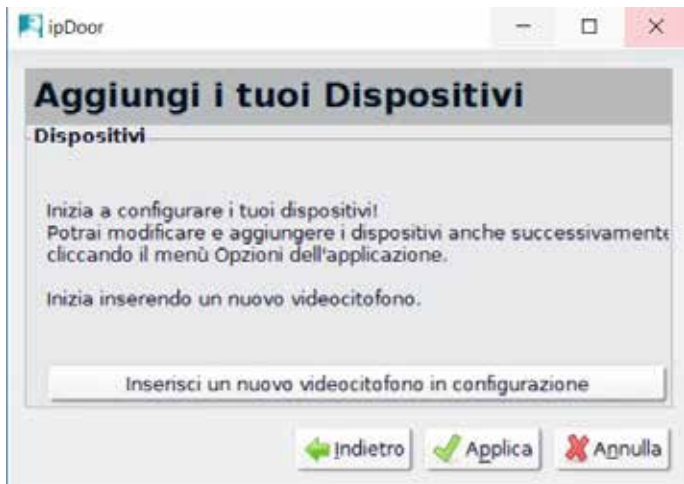 ipDoor
Aggiungi i tuoi Dispositivi
Dispositivi
Inizia a configurare i tuoi dispositivi!
Potrai modificare e aggiungere i dispositivi anche successivamente
cliccando il menù Opzioni dell'applicazione.
Inizia inserendo un nuovo videocitofono.
Inserisci un nuovo videocitofono in configurazione
Indietro Applica Annulla